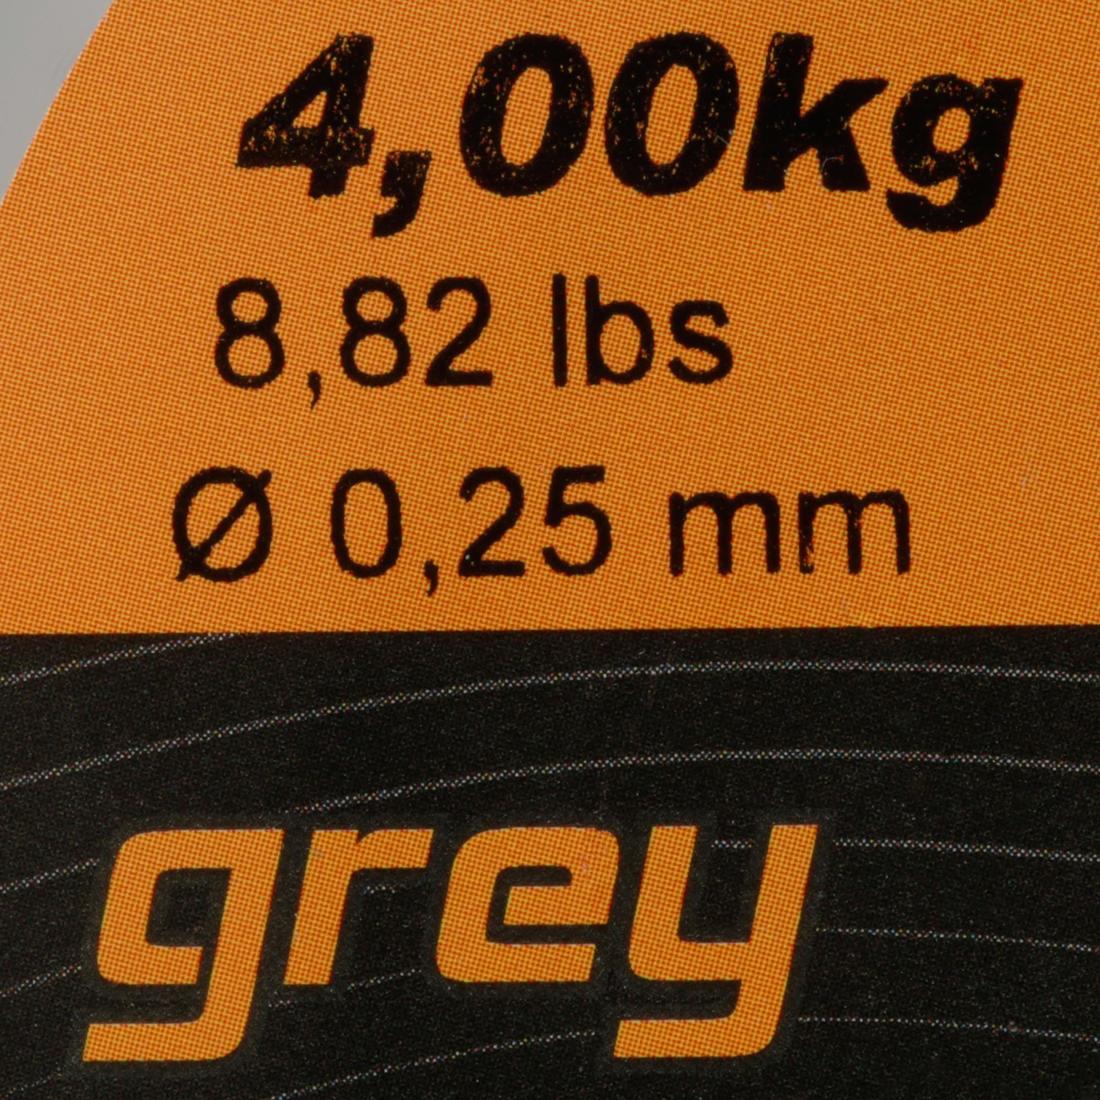 4,00kg
8,82 lbs
Ø 0,25 mm
grey